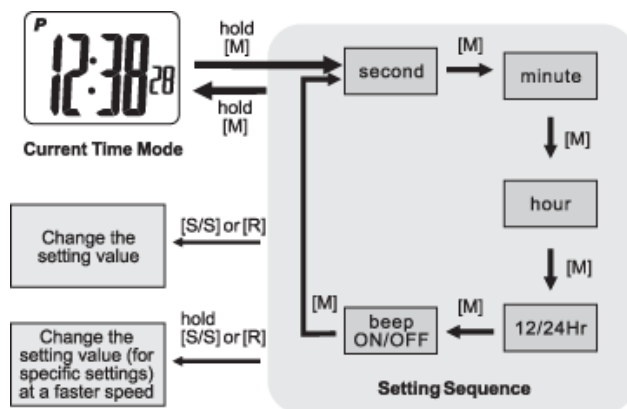 P
12:38 28
Current Time Mode
hold
[M]
hold
[M]
second
[M]
minute
[M]
hour
[M]
12/24Hr
[M]
beep
ON/OFF
[M]
Setting Sequence
[S/S] or [R]
Change the
setting value
hold
[S/S] or [R]
Change the
setting value (for
specific settings)
at a faster speed